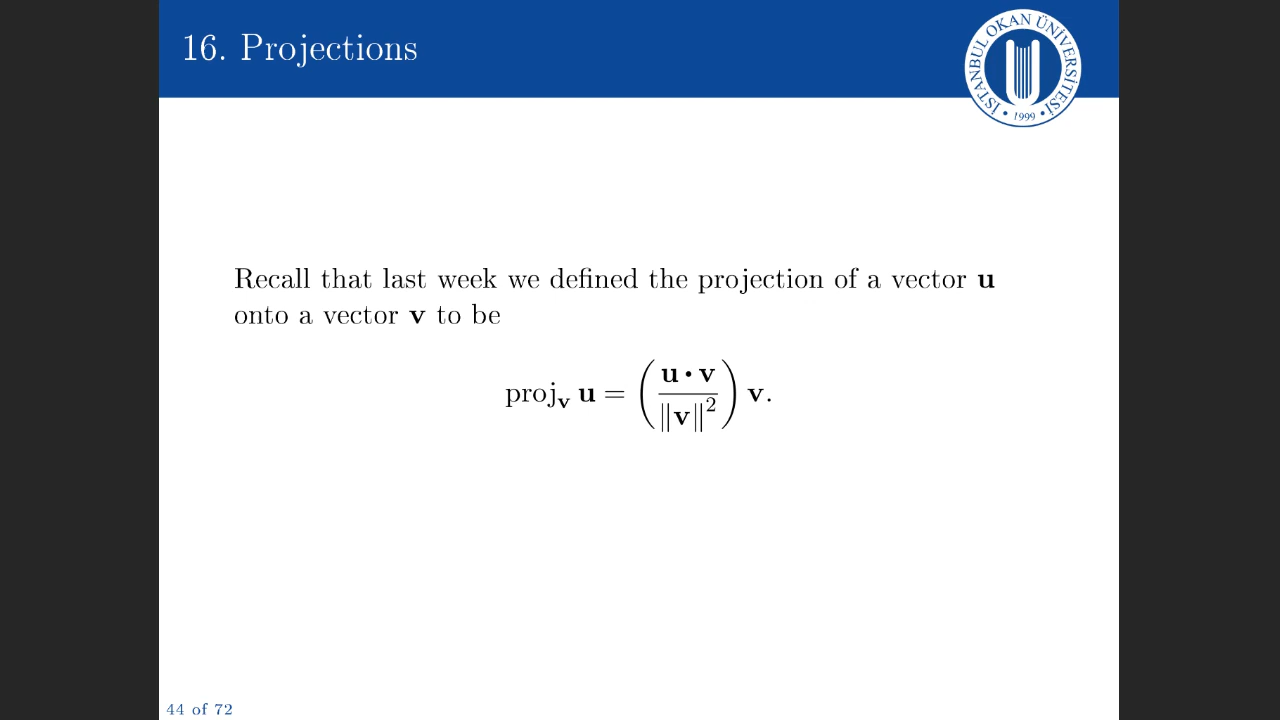 16. Projections
İSTANBUL OKAN ÜNİVERSİTESİ
• 1999 •
Recall that last week we defined the projection of a vector u
onto a vector v to be
proj_v u = (u • v / ‖v‖²) v.
44 of 72